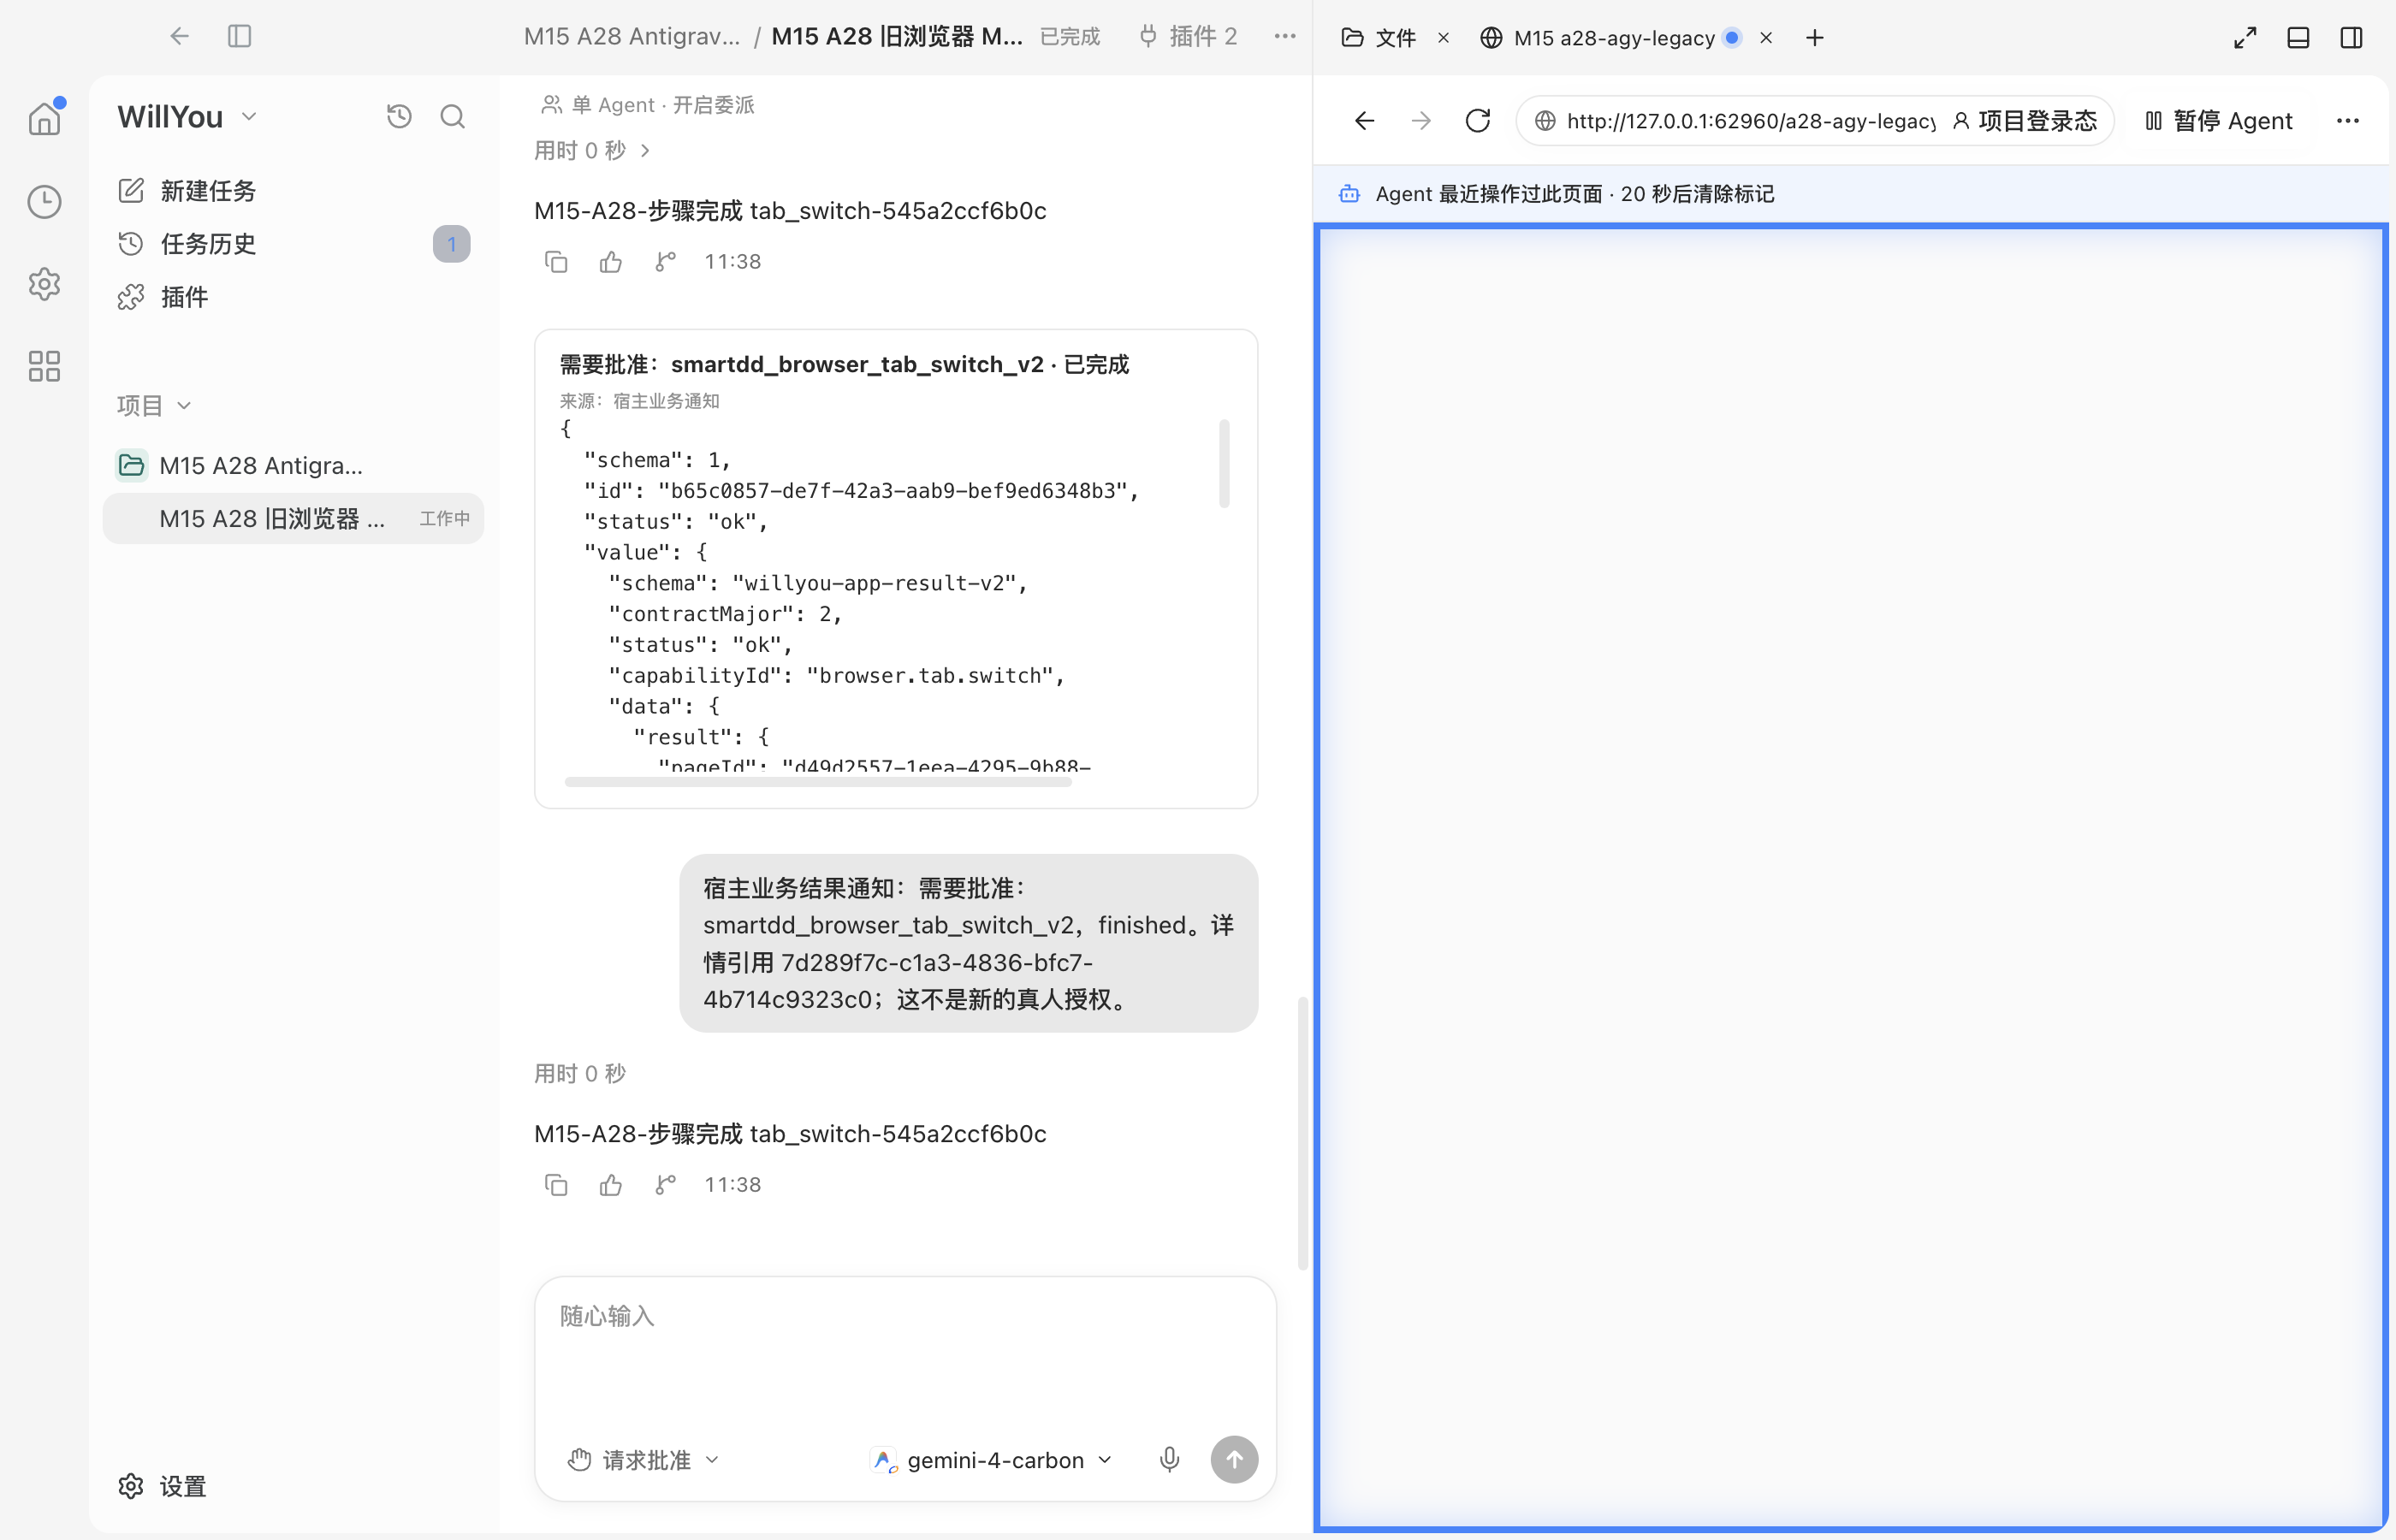 M15 A28 Antigrav... / M15 A28 旧浏览器 M... 已完成 插件 2
文件
M15 a28-agy-legacy
WillYou
新建任务
任务历史 1
插件
项目
M15 A28 Antigra...
M15 A28 旧浏览器 ... 工作中
设置
单 Agent · 开启委派
用时 0 秒
M15-A28-步骤完成 tab_switch-545a2ccf6b0c
11:38
需要批准：smartdd_browser_tab_switch_v2 · 已完成
来源：宿主业务通知
{
"schema": 1,
"id": "b65c0857-de7f-42a3-aab9-bef9ed6348b3",
"status": "ok",
"value": {
"schema": "willyou-app-result-v2",
"contractMajor": 2,
"status": "ok",
"capabilityId": "browser.tab.switch",
"data": {
"result": {
"pageId": "d49d2557-1eea-4295-9b88-
宿主业务结果通知：需要批准：
smartdd_browser_tab_switch_v2，finished。详
情引用 7d289f7c-c1a3-4836-bfc7-
4b714c9323c0；这不是新的真人授权。
用时 0 秒
M15-A28-步骤完成 tab_switch-545a2ccf6b0c
11:38
随心输入
请求批准
gemini-4-carbon
http://127.0.0.1:62960/a28-agy-legacy
项目登录态
暂停 Agent
Agent 最近操作过此页面 · 20 秒后清除标记